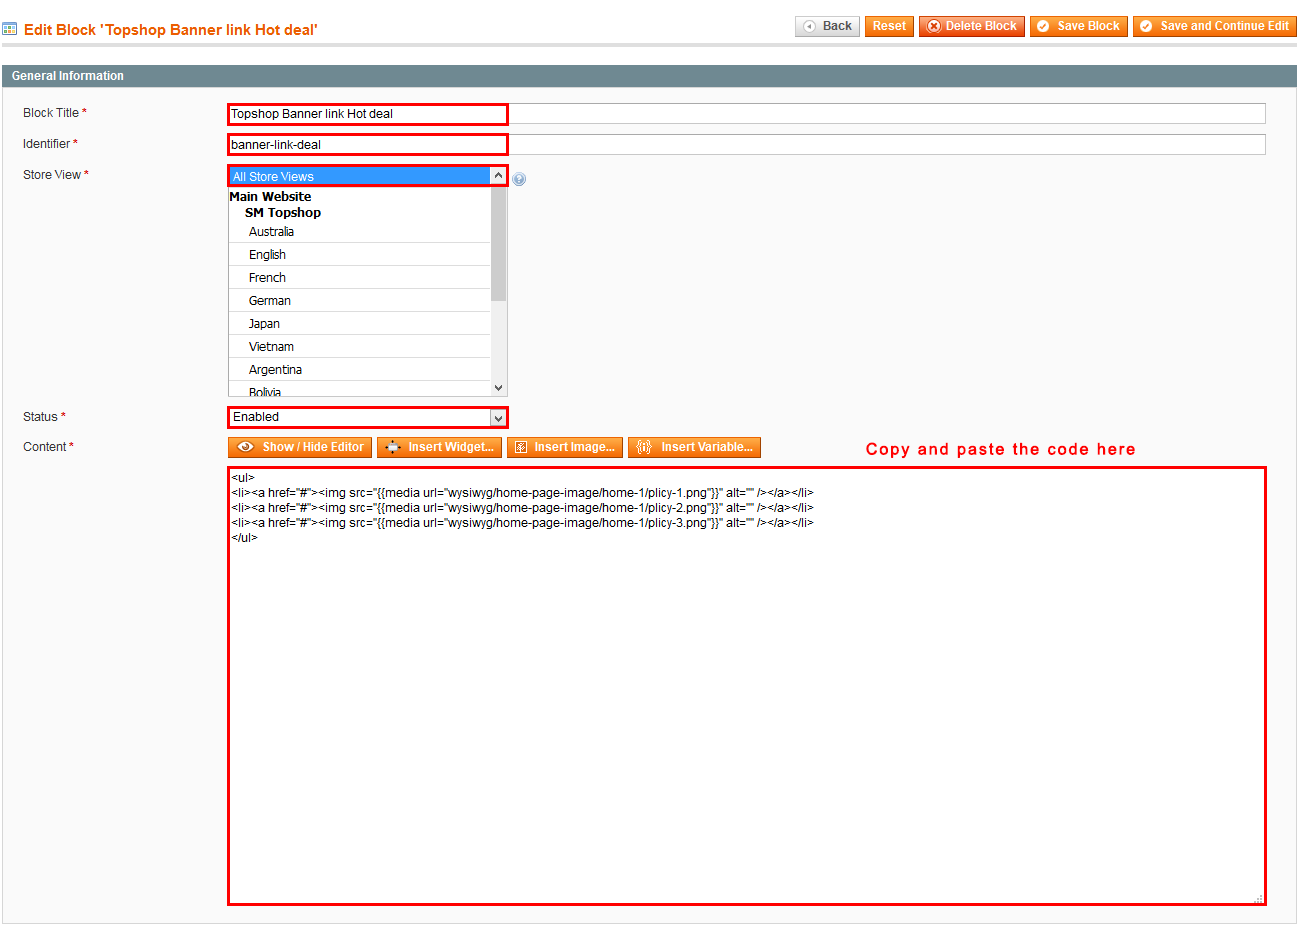 Edit Block 'Topshop Banner link Hot deal'
Back Reset Delete Block Save Block Save and Continue Edit
General Information
Block Title *
Topshop Banner link Hot deal
Identifier *
banner-link-deal
Store View *
All Store Views
Main Website
SM Topshop
Australia
English
French
German
Japan
Vietnam
Argentina
Bolivia
Status *
Enabled
Content *
Show / Hide Editor Insert Widget... Insert Image... Insert Variable...
Copy and paste the code here
<ul>
<li><a href="#"><img src="{{media url="wysiwyg/home-page-image/home-1/plicy-1.png"}}" alt="" /></a></li>
<li><a href="#"><img src="{{media url="wysiwyg/home-page-image/home-1/plicy-2.png"}}" alt="" /></a></li>
<li><a href="#"><img src="{{media url="wysiwyg/home-page-image/home-1/plicy-3.png"}}" alt="" /></a></li>
</ul>